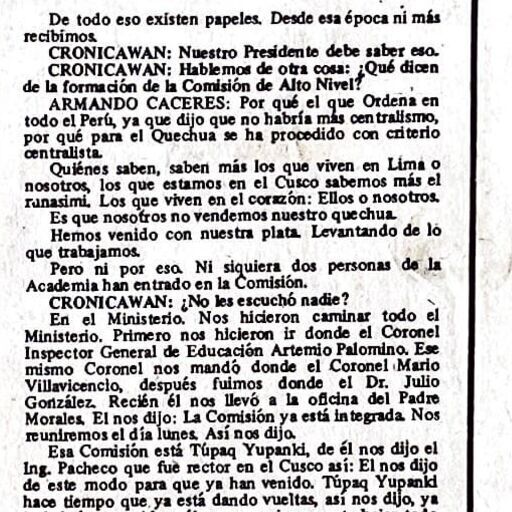 De todo eso existen papeles. Desde esa época ni más
recibimos.
CRONICAWAN: Nuestro Presidente debe saber eso.
CRONICAWAN: Hablemos de otra cosa: ¿Qué dicen
de la formación de la Comisión de Alto Nivel?
ARMANDO CACERES: Por qué el que Ordena en
todo el Perú, ya que dijo que no habría más centralismo,
por qué para el Quechua se ha procedido con criterio
centralista.
Quiénes saben, saben más los que viven en Lima o
nosotros, los que estamos en el Cusco sabemos más el
runasimi. Los que viven en el corazón: Ellos o nosotros.
Es que nosotros no vendemos nuestro quechua.
Hemos venido con nuestra plata. Levantando de lo
que trabajamos.
Pero ni por eso. Ni siquiera dos personas de la
Academia han entrado en la Comisión.
CRONICAWAN: ¿No les escuchó nadie?
En el Ministerio. Nos hicieron caminar todo el
Ministerio. Primero nos hicieron ir donde el Coronel
Inspector General de Educación Artemio Palomino. Ese
mismo Coronel nos mandó donde el Coronel Mario
Villavicencio, después fuimos donde el Dr. Julio
González. Recién él nos llevó a la oficina del Padre
Morales. El nos dijo: La Comisión ya está integrada. Nos
reuniremos el día lunes. Así nos dijo.
Esa Comisión está Túpaq Yupanki, de él nos dijo el
Ing. Pacheco que fue rector en el Cusco así: El nos dijo
de este modo para que ya han venido. Túpaq Yupanki
hace tiempo que ya está dando vueltas, así nos dijo, ya